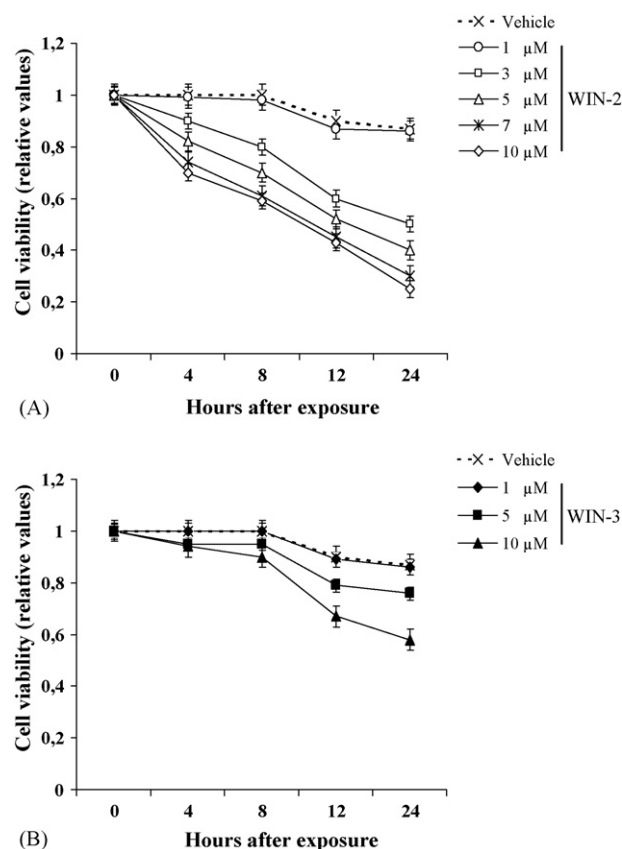 Vehicle
1 µM
3 µM
5 µM
7 µM
10 µM
WIN-2
1,2
1
0,8
0,6
0,4
0,2
0
Cell viability (relative values)
0 4 8 12 24
(A) Hours after exposure
Vehicle
1 µM
5 µM
10 µM
WIN-3
1,2
1
0,8
0,6
0,4
0,2
0
Cell viability (relative values)
0 4 8 12 24
(B) Hours after exposure